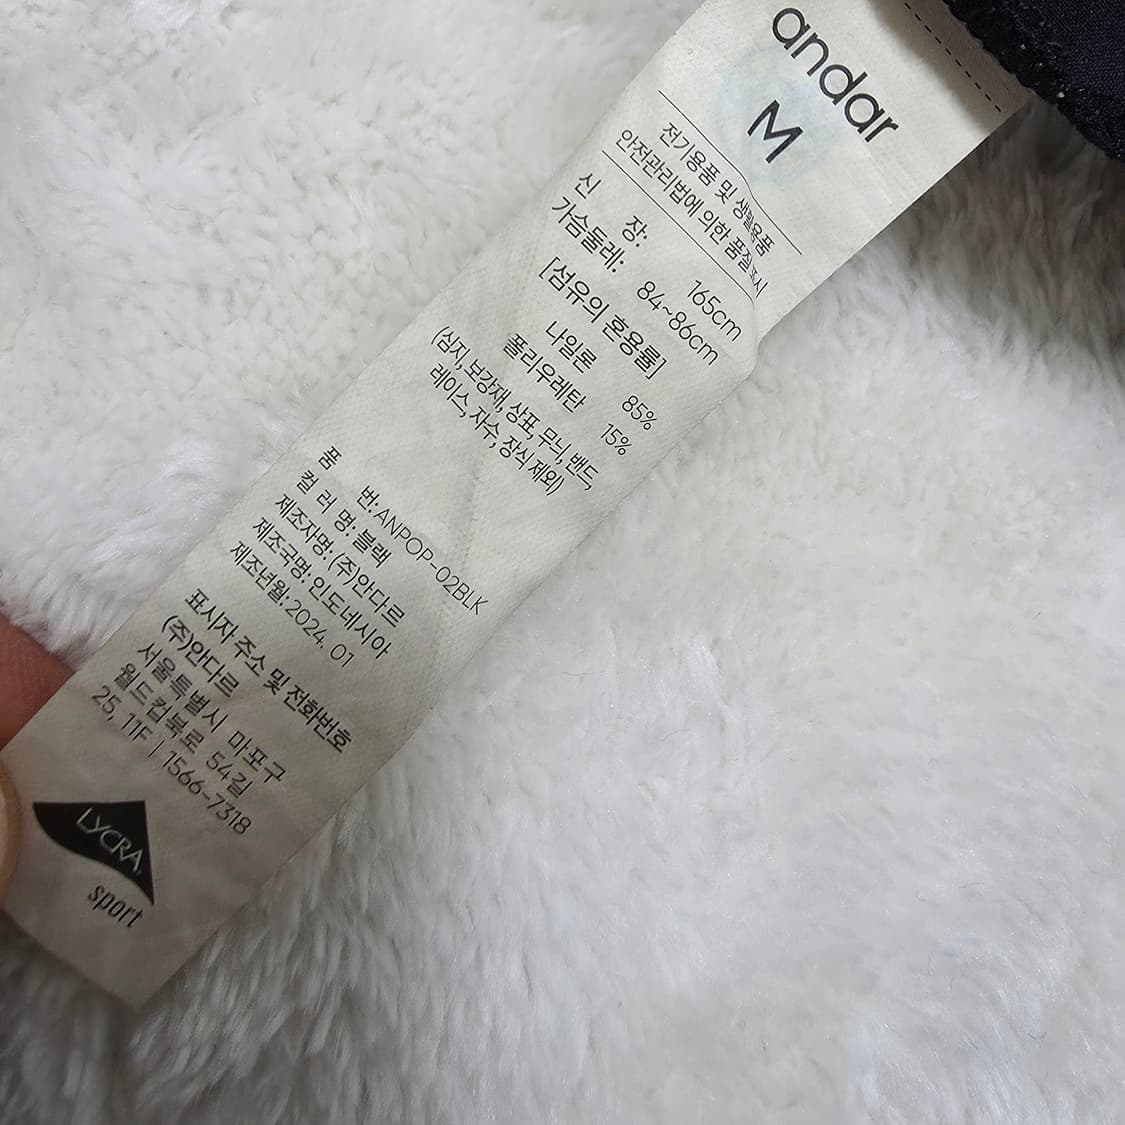 andar
M
전기용품 및 생활용품
안전관리법에 의한 품질표시
신 장: 165cm
가슴둘레: 84~86cm
[섬유의 혼용률]
나일론 85%
폴리우레탄 15%
(심지, 보강재, 상표, 무늬, 밴드,
레이스, 자수, 장식 제외)
품 번: ANPOP-02BLK
컬 러 명: 블랙
제조자명: (주)안다르
제조국명: 인도네시아
제조년월: 2024. 01
표시자 주소 및 전화번호
(주)안다르
서울특별시 마포구
월드컵북로 54길
25, 11F | 1566-7318
LYCRA
sport